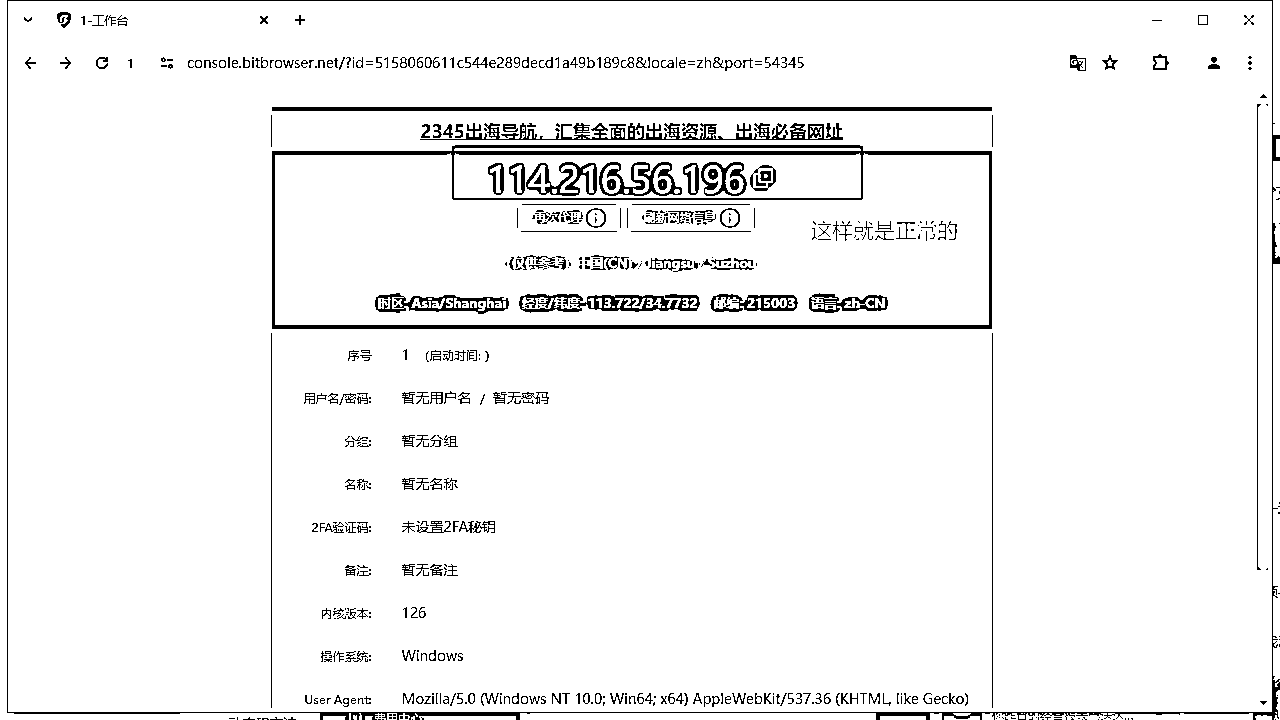 1-工作台
1 console.bitbrowser.net/?id=5158060611c544e289decd1a49b189c8&locale=zh&port=54345
2345出海导航，汇集全面的出海资源、出海必备网址
114.216.56.196
再次代理 刷新网络信息
这样就是正常的
(仅供参考) 中国(CN) / Jiangsu / Suzhou
时区-Asia/Shanghai 经度/纬度-113.722/34.7732 邮编-215003 语言-zh-CN
序号 1 (启动时间: )
用户名/密码: 暂无用户名 / 暂无密码
分组: 暂无分组
名称: 暂无名称
2FA验证码: 未设置2FA秘钥
备注: 暂无备注
内核版本: 126
操作系统: Windows
User Agent: Mozilla/5.0 (Windows NT 10.0; Win64; x64) AppleWebKit/537.36 (KHTML, like Gecko)